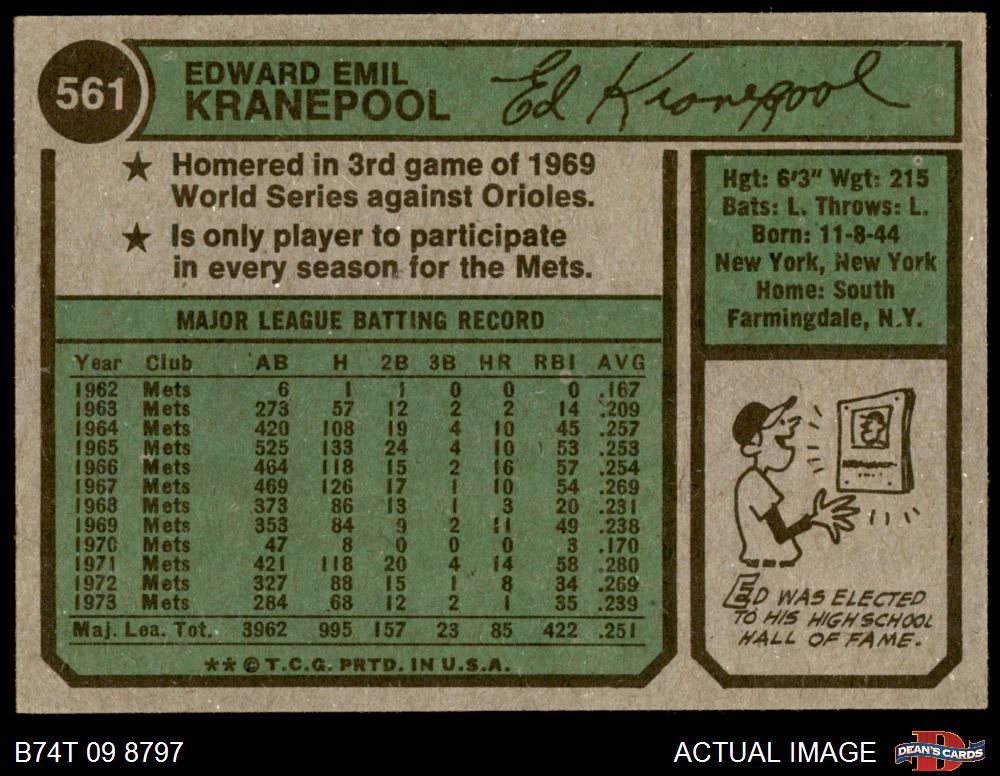 561
EDWARD EMIL
KRANEPOOL
Ed Kranepool
★ Homered in 3rd game of 1969
World Series against Orioles.
★ Is only player to participate
in every season for the Mets.
MAJOR LEAGUE BATTING RECORD
Year Club AB H 2B 3B HR RBI AVG
1962 Mets 6 1 1 0 0 0 .167
1963 Mets 273 57 12 2 2 14 .209
1964 Mets 420 108 19 4 10 45 .257
1965 Mets 525 133 24 4 10 53 .253
1966 Mets 464 118 15 2 16 57 .254
1967 Mets 469 126 17 1 10 54 .269
1968 Mets 373 86 13 1 3 20 .231
1969 Mets 353 84 9 2 11 49 .238
1970 Mets 47 8 0 0 0 3 .170
1971 Mets 421 118 20 4 14 58 .280
1972 Mets 327 88 15 1 8 34 .269
1973 Mets 284 68 12 2 1 35 .239
Maj. Lea. Tot. 3962 995 157 23 85 422 .251
** © T.C.G. PRTD. IN U.S.A.
Hgt: 6'3" Wgt: 215
Bats: L. Throws: L.
Born: 11-8-44
New York, New York
Home: South
Farmingdale, N.Y.
ED WAS ELECTED
TO HIS HIGH SCHOOL
HALL OF FAME.
B74T 09 8797
ACTUAL IMAGE
DEAN'S CARDS